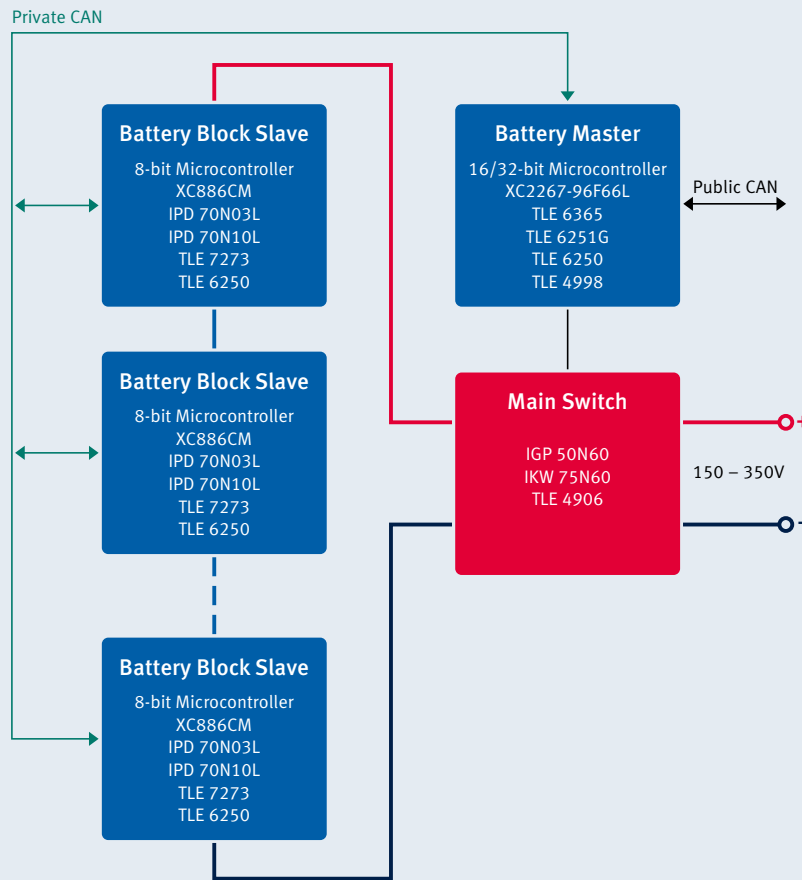 Private CAN
Battery Block Slave
8-bit Microcontroller
XC886CM
IPD 70N03L
IPD 70N10L
TLE 7273
TLE 6250
Battery Master
16/32-bit Microcontroller
XC2267-96F66L
TLE 6365
TLE 6251G
TLE 6250
TLE 4998
Public CAN
Battery Block Slave
8-bit Microcontroller
XC886CM
IPD 70N03L
IPD 70N10L
TLE 7273
TLE 6250
Main Switch
IGP 50N60
IKW 75N60
TLE 4906
+
150 – 350V
–
Battery Block Slave
8-bit Microcontroller
XC886CM
IPD 70N03L
IPD 70N10L
TLE 7273
TLE 6250